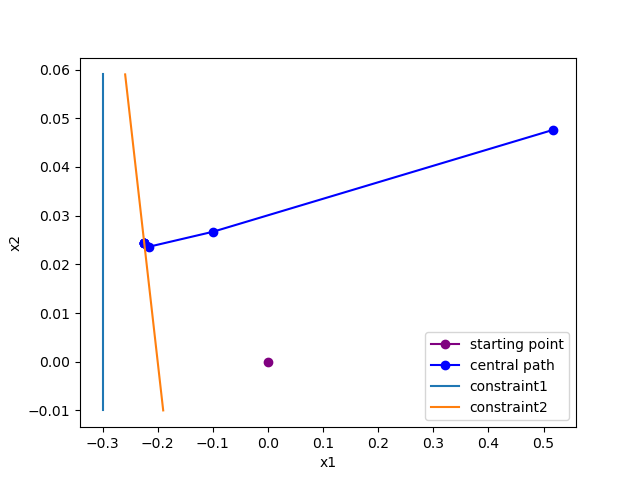 0.06
0.05
0.04
0.03
0.02
0.01
0.00
−0.01
x2
−0.3 −0.2 −0.1 0.0 0.1 0.2 0.3 0.4 0.5
x1
starting point
central path
constraint1
constraint2